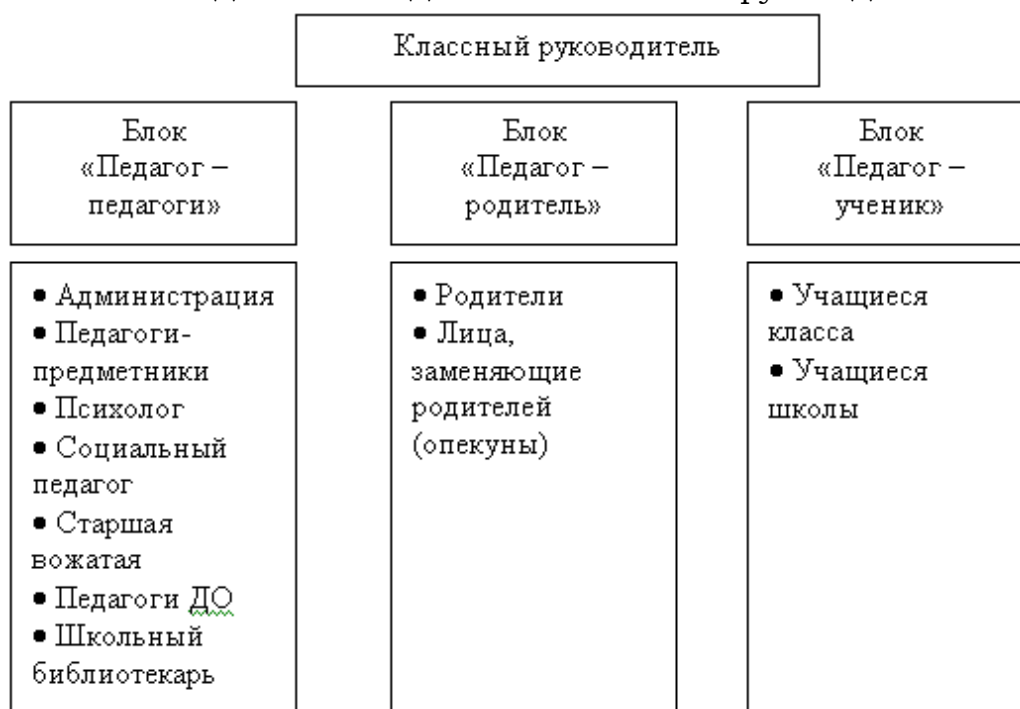 Классный руководитель
Блок
«Педагог –
педагоги»
Блок
«Педагог –
родитель»
Блок
«Педагог –
ученик»
● Администрация
● Педагоги-
предметники
● Психолог
● Социальный
педагог
● Старшая
вожатая
● Педагоги ДО
● Школьный
библиотекарь
● Родители
● Лица,
заменяющие
родителей
(опекуны)
● Учащиеся
класса
● Учащиеся
школы